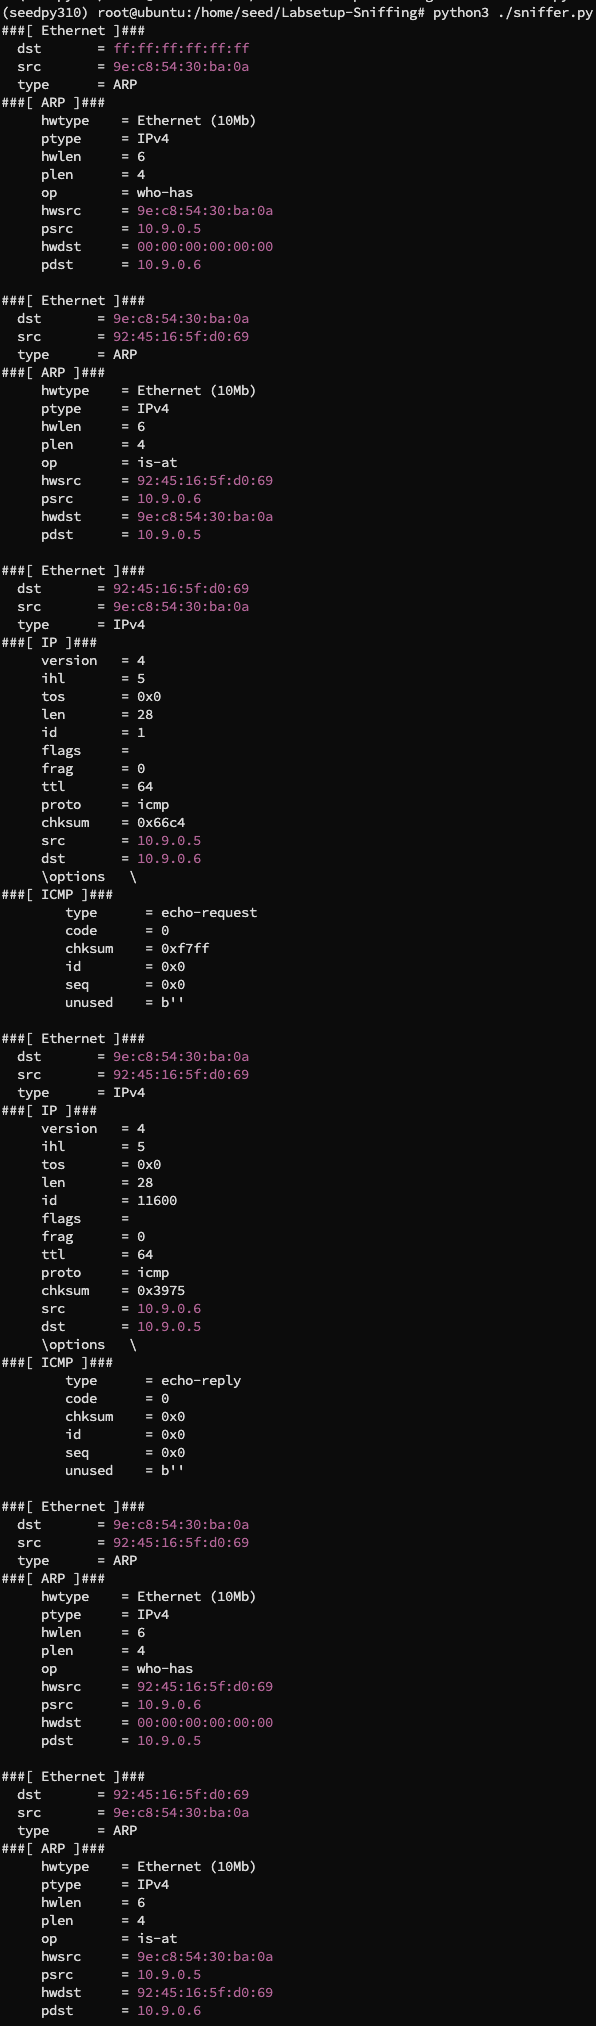 (seedpy310) root@ubuntu:/home/seed/Labsetup-Sniffing# python3 ./sniffer.py
###[ Ethernet ]###
  dst       = ff:ff:ff:ff:ff:ff
  src       = 9e:c8:54:30:ba:0a
  type      = ARP
###[ ARP ]###
     hwtype    = Ethernet (10Mb)
     ptype     = IPv4
     hwlen     = 6
     plen      = 4
     op        = who-has
     hwsrc     = 9e:c8:54:30:ba:0a
     psrc      = 10.9.0.5
     hwdst     = 00:00:00:00:00:00
     pdst      = 10.9.0.6

###[ Ethernet ]###
  dst       = 9e:c8:54:30:ba:0a
  src       = 92:45:16:5f:d0:69
  type      = ARP
###[ ARP ]###
     hwtype    = Ethernet (10Mb)
     ptype     = IPv4
     hwlen     = 6
     plen      = 4
     op        = is-at
     hwsrc     = 92:45:16:5f:d0:69
     psrc      = 10.9.0.6
     hwdst     = 9e:c8:54:30:ba:0a
     pdst      = 10.9.0.5

###[ Ethernet ]###
  dst       = 92:45:16:5f:d0:69
  src       = 9e:c8:54:30:ba:0a
  type      = IPv4
###[ IP ]###
     version   = 4
     ihl       = 5
     tos       = 0x0
     len       = 28
     id        = 1
     flags     =
     frag      = 0
     ttl       = 64
     proto     = icmp
     chksum    = 0x66c4
     src       = 10.9.0.5
     dst       = 10.9.0.6
     \options   \
###[ ICMP ]###
        type      = echo-request
        code      = 0
        chksum    = 0xf7ff
        id        = 0x0
        seq       = 0x0
        unused    = b''

###[ Ethernet ]###
  dst       = 9e:c8:54:30:ba:0a
  src       = 92:45:16:5f:d0:69
  type      = IPv4
###[ IP ]###
     version   = 4
     ihl       = 5
     tos       = 0x0
     len       = 28
     id        = 11600
     flags     =
     frag      = 0
     ttl       = 64
     proto     = icmp
     chksum    = 0x3975
     src       = 10.9.0.6
     dst       = 10.9.0.5
     \options   \
###[ ICMP ]###
        type      = echo-reply
        code      = 0
        chksum    = 0x0
        id        = 0x0
        seq       = 0x0
        unused    = b''

###[ Ethernet ]###
  dst       = 9e:c8:54:30:ba:0a
  src       = 92:45:16:5f:d0:69
  type      = ARP
###[ ARP ]###
     hwtype    = Ethernet (10Mb)
     ptype     = IPv4
     hwlen     = 6
     plen      = 4
     op        = who-has
     hwsrc     = 92:45:16:5f:d0:69
     psrc      = 10.9.0.6
     hwdst     = 00:00:00:00:00:00
     pdst      = 10.9.0.5

###[ Ethernet ]###
  dst       = 92:45:16:5f:d0:69
  src       = 9e:c8:54:30:ba:0a
  type      = ARP
###[ ARP ]###
     hwtype    = Ethernet (10Mb)
     ptype     = IPv4
     hwlen     = 6
     plen      = 4
     op        = is-at
     hwsrc     = 9e:c8:54:30:ba:0a
     psrc      = 10.9.0.5
     hwdst     = 92:45:16:5f:d0:69
     pdst      = 10.9.0.6